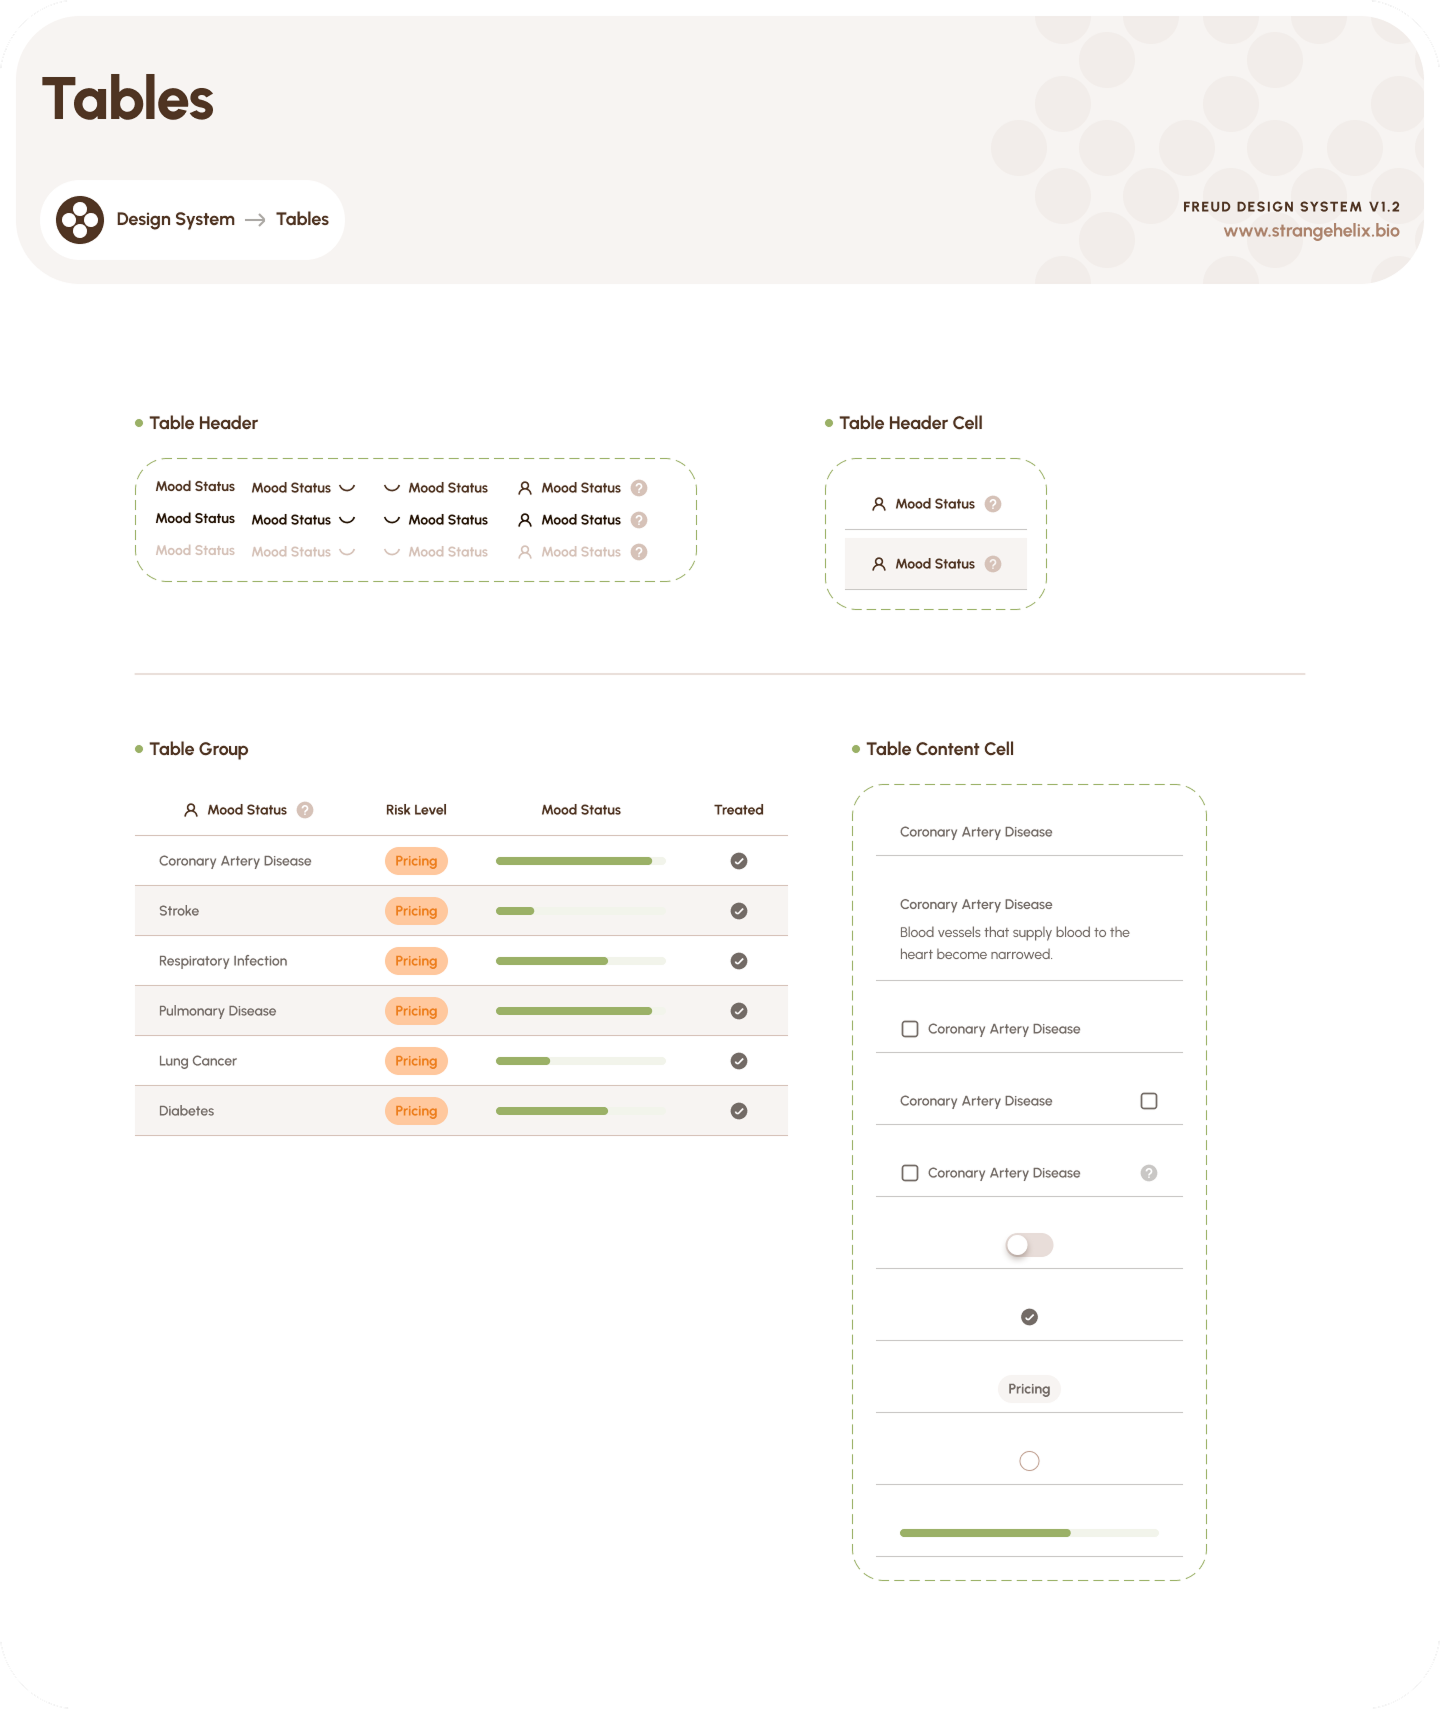 Tables
Design System Tables
FREUD DESIGN SYSTEM V1.2
www.strangehelix.bio
Table Header
Mood Status Mood Status Mood Status Mood Status ?
Mood Status Mood Status Mood Status Mood Status ?
Mood Status Mood Status Mood Status Mood Status ?
Table Header Cell
Mood Status ?
Mood Status ?
Table Group
Mood Status ? Risk Level Mood Status Treated
Coronary Artery Disease Pricing
Stroke Pricing
Respiratory Infection Pricing
Pulmonary Disease Pricing
Lung Cancer Pricing
Diabetes Pricing
Table Content Cell
Coronary Artery Disease
Coronary Artery Disease
Blood vessels that supply blood to the
heart become narrowed.
Coronary Artery Disease
Coronary Artery Disease
Coronary Artery Disease ?
Pricing